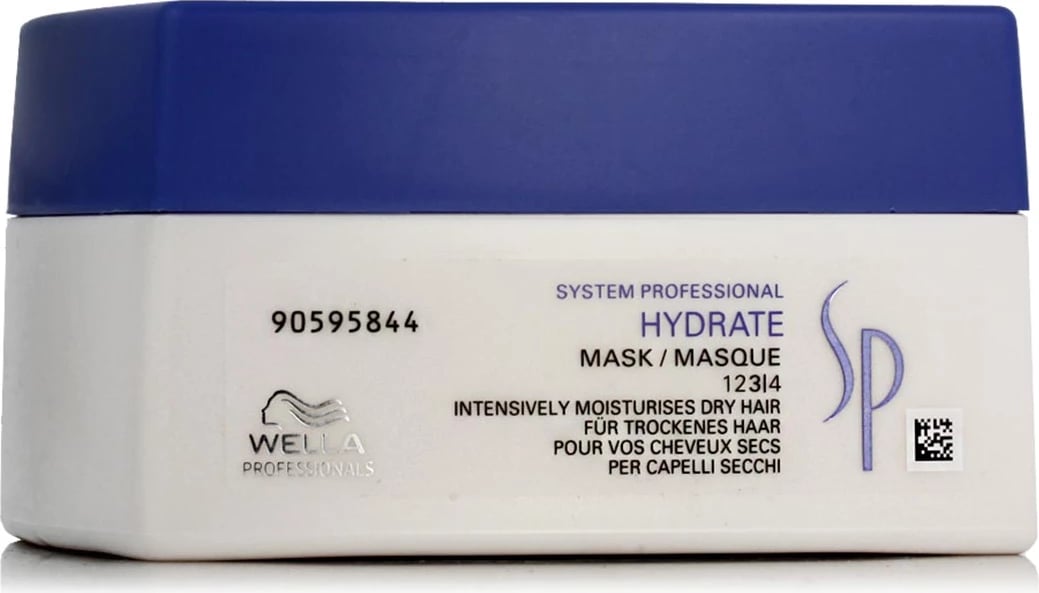 90595844
WELLA
PROFESSIONALS
SYSTEM PROFESSIONAL
HYDRATE
MASK / MASQUE
123|4
INTENSIVELY MOISTURISES DRY HAIR
FÜR TROCKENES HAAR
POUR VOS CHEVEUX SECS
PER CAPELLI SECCHI
SP